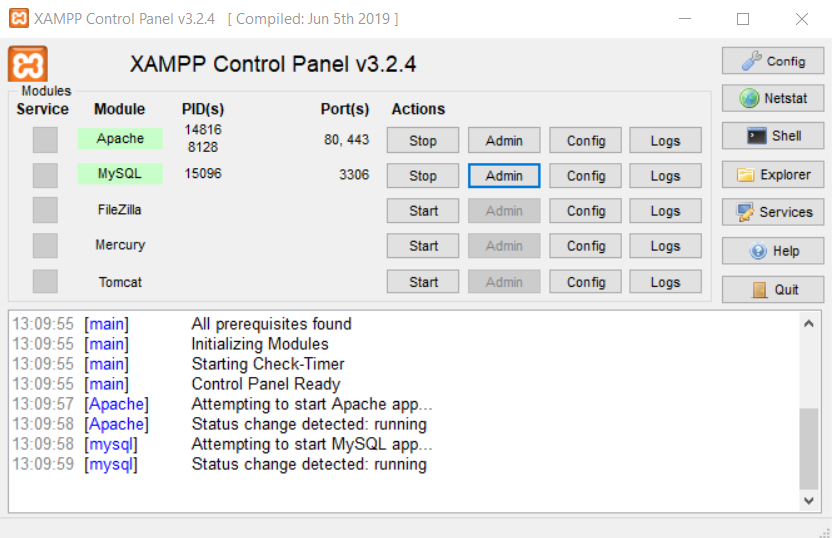 XAMPP Control Panel v3.2.4 [ Compiled: Jun 5th 2019 ]
XAMPP Control Panel v3.2.4
Config
Modules
Service Module PID(s) Port(s) Actions
Netstat
Apache 14816 8128 80, 443 Stop Admin Config Logs
Shell
MySQL 15096 3306 Stop Admin Config Logs
Explorer
FileZilla Start Admin Config Logs
Services
Mercury Start Admin Config Logs
Help
Tomcat Start Admin Config Logs
Quit
13:09:55 [main] All prerequisites found
13:09:55 [main] Initializing Modules
13:09:55 [main] Starting Check-Timer
13:09:55 [main] Control Panel Ready
13:09:57 [Apache] Attempting to start Apache app...
13:09:58 [Apache] Status change detected: running
13:09:58 [mysql] Attempting to start MySQL app...
13:09:59 [mysql] Status change detected: running